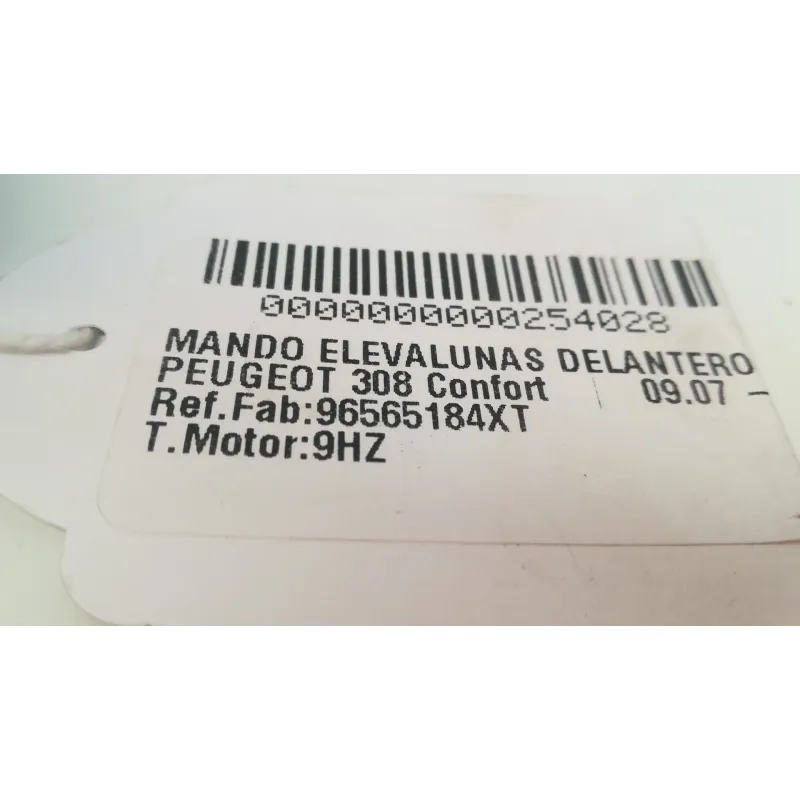 0000000000254028
MANDO ELEVALUNAS DELANTERO
PEUGEOT 308 Confort 09.07 –
Ref.Fab:96565184XT
T.Motor:9HZ